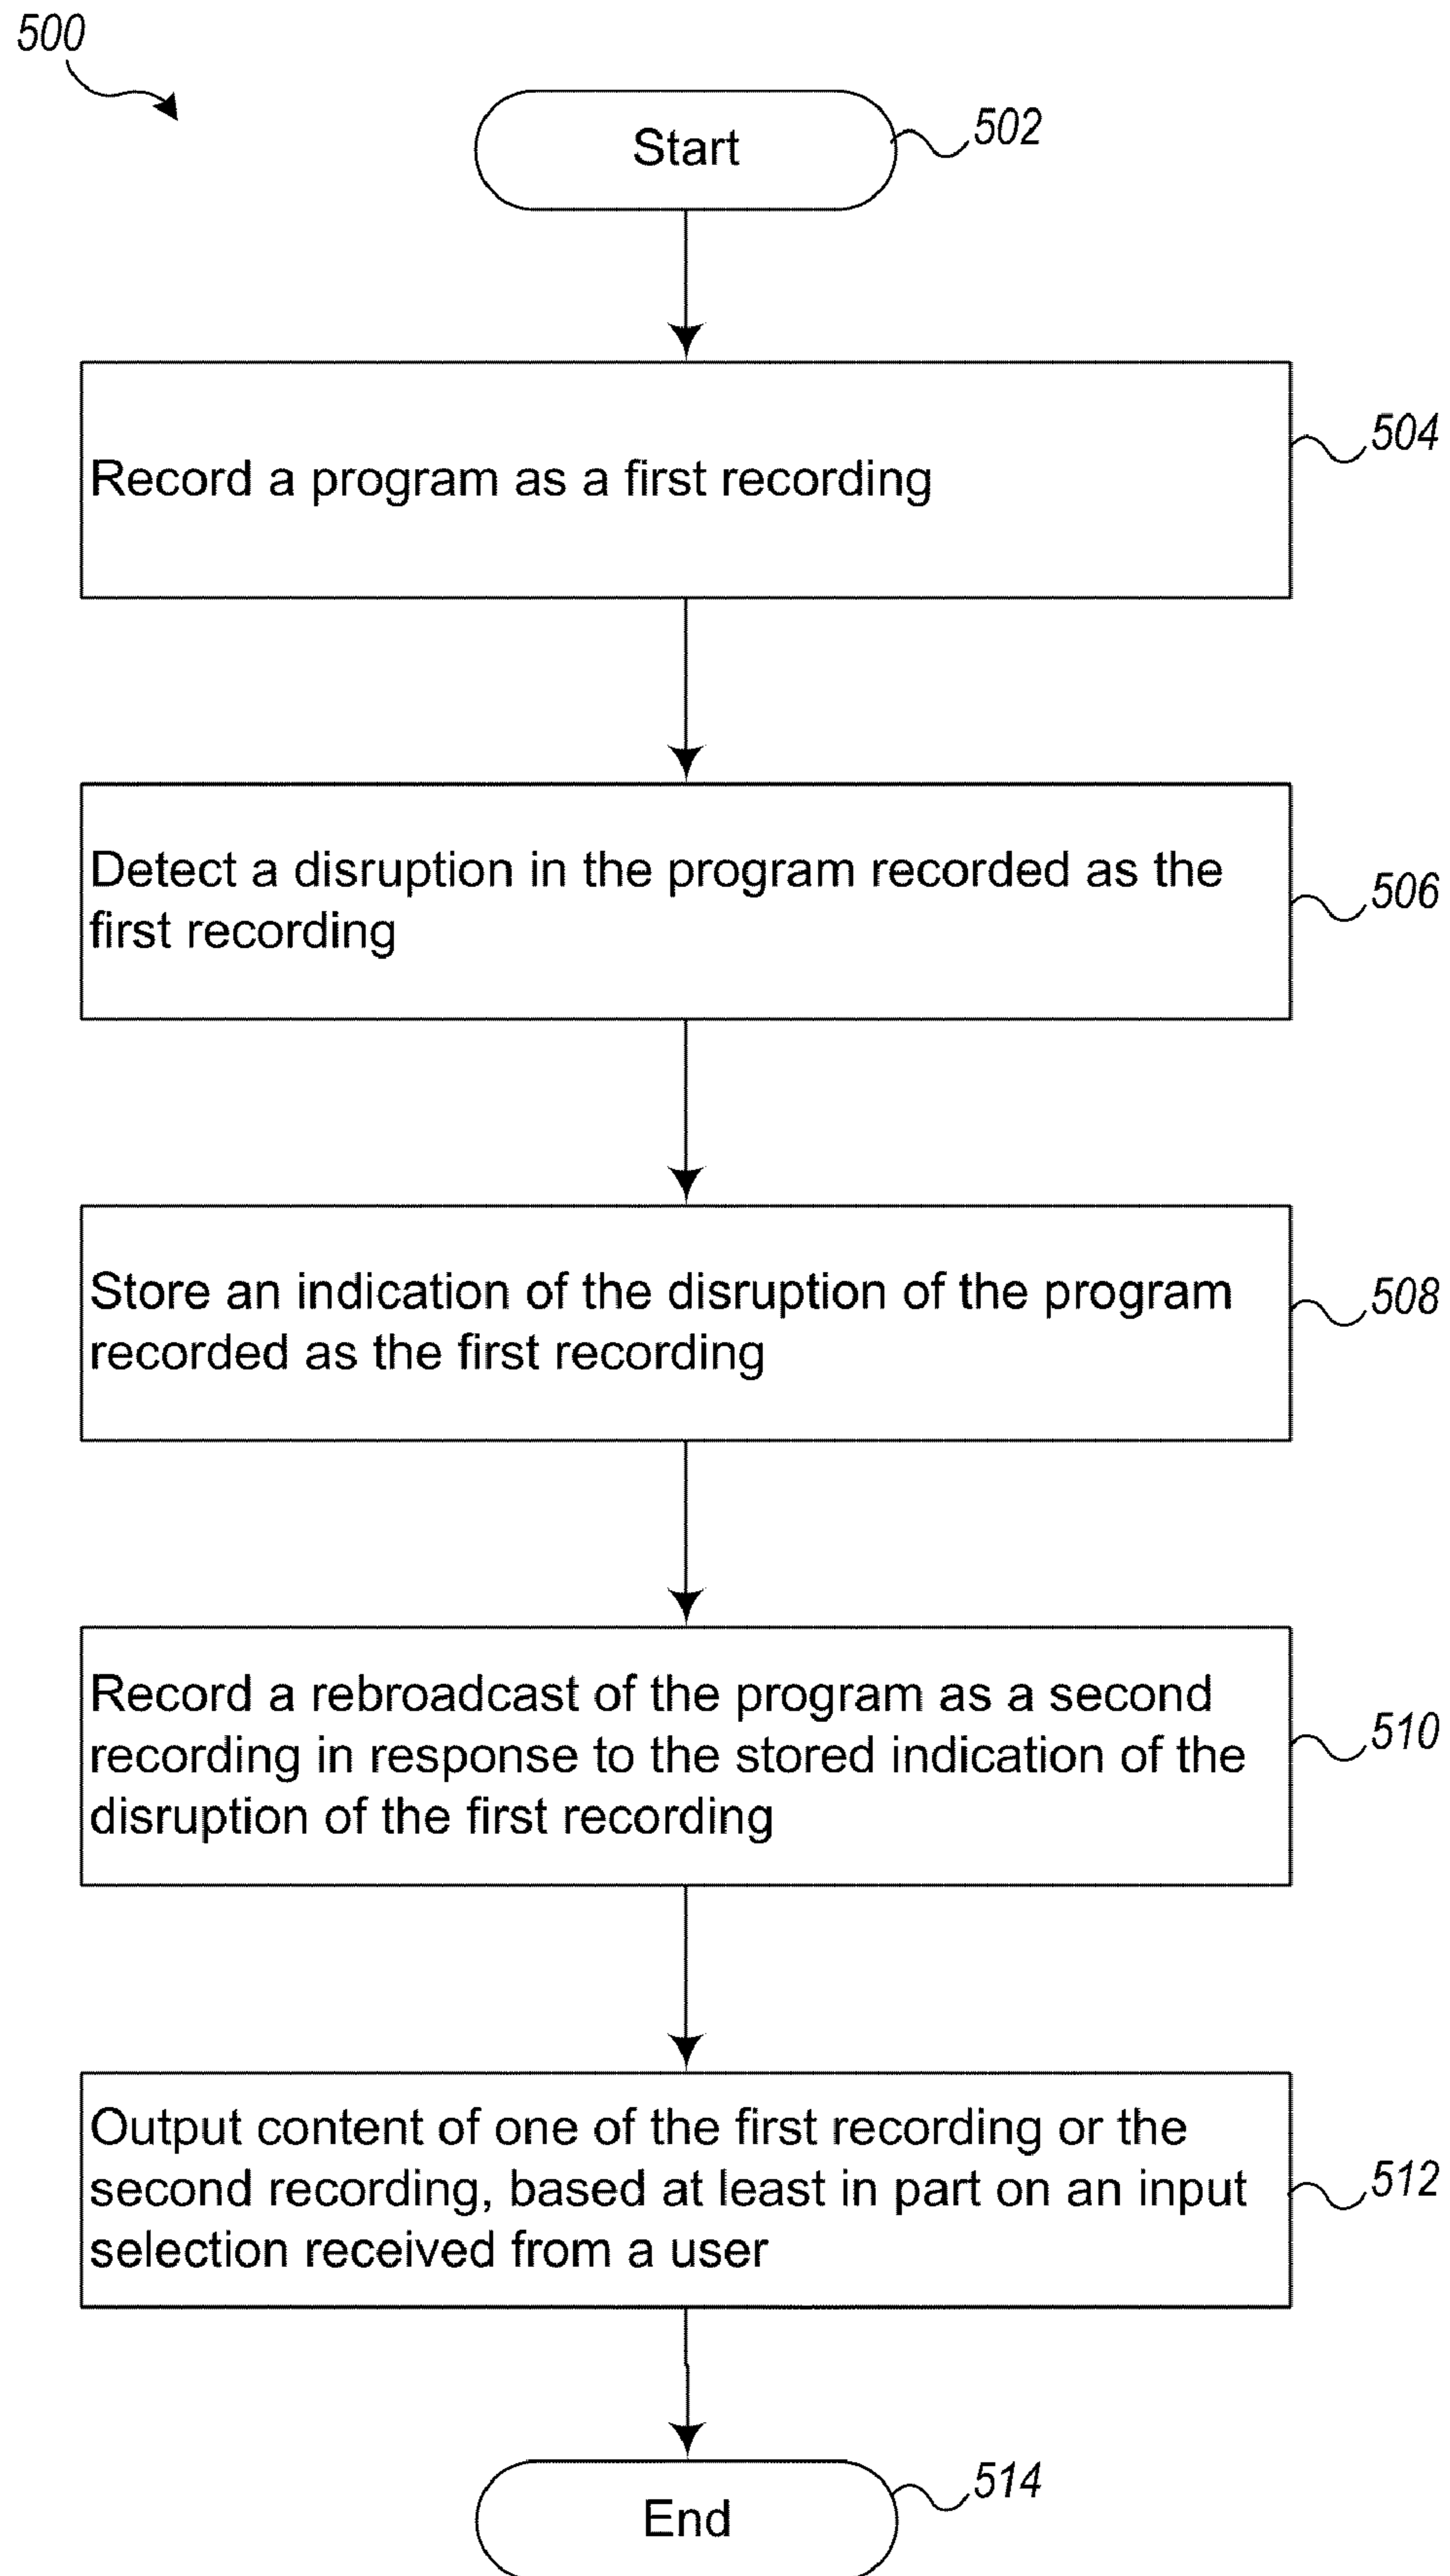 500
Start
502
Record a program as a first recording
504
Detect a disruption in the program recorded as the
first recording
506
Store an indication of the disruption of the program
recorded as the first recording
508
Record a rebroadcast of the program as a second
recording in response to the stored indication of the
disruption of the first recording
510
Output content of one of the first recording or the
second recording, based at least in part on an input
selection received from a user
512
End
514